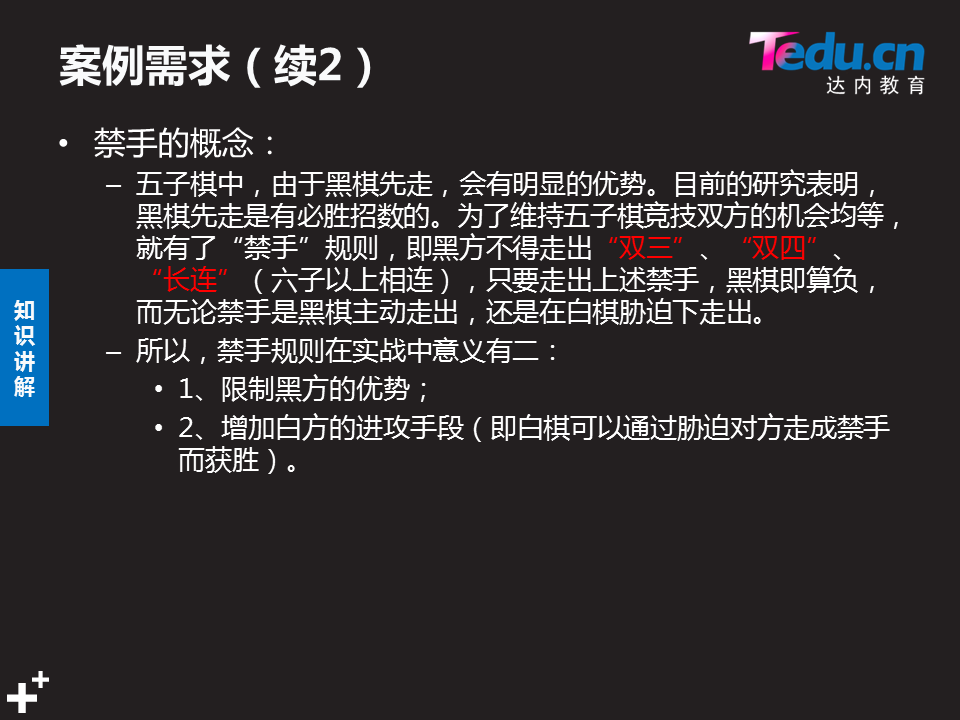 案例需求（续2）
Tedu.cn
达内教育
• 禁手的概念：
– 五子棋中，由于黑棋先走，会有明显的优势。目前的研究表明，
黑棋先走是有必胜招数的。为了维持五子棋竞技双方的机会均等，
就有了“禁手”规则，即黑方不得走出“双三”、“双四”、
“长连”（六子以上相连），只要走出上述禁手，黑棋即算负，
而无论禁手是黑棋主动走出，还是在白棋胁迫下走出。
– 所以，禁手规则在实战中意义有二：
• 1、限制黑方的优势；
• 2、增加白方的进攻手段（即白棋可以通过胁迫对方走成禁手
而获胜）。
知
识
讲
解